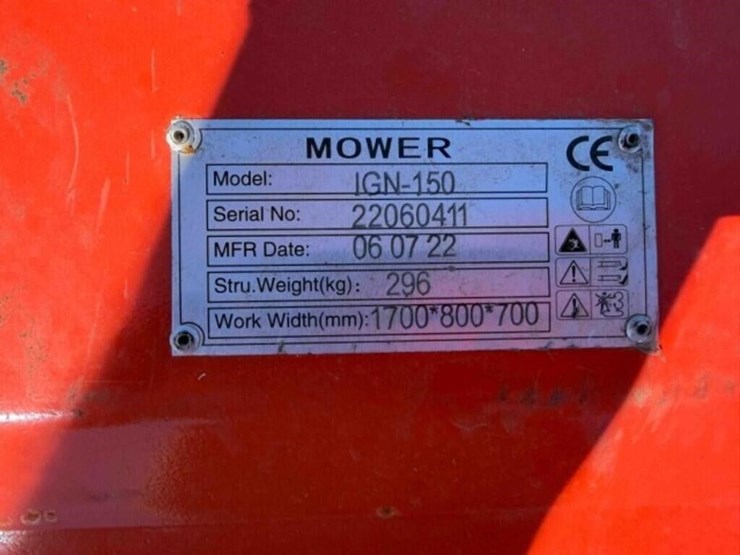 MOWER CE
Model: IGN-150
Serial No: 22060411
MFR Date: 06 07 22
Stru.Weight(kg): 296
Work Width(mm): 1700*800*700